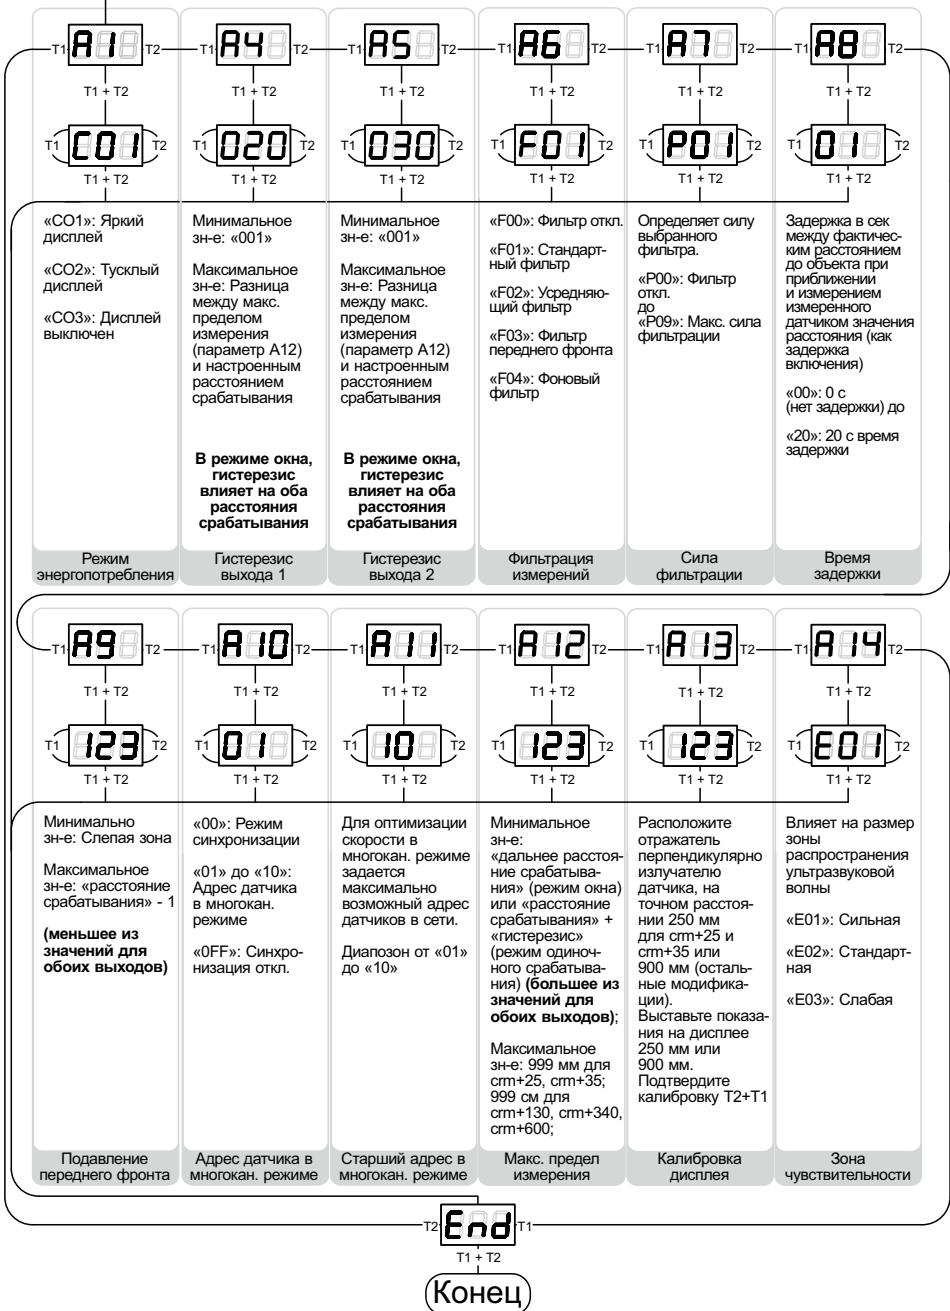 T1 A1 T2 T1 A4 T2 T1 A5 T2 T1 A6 T2 T1 A7 T2 T1 A8 T2
T1 + T2 T1 + T2 T1 + T2 T1 + T2 T1 + T2 T1 + T2
T1 C01 T2 T1 020 T2 T1 030 T2 T1 F01 T2 T1 P01 T2 T1 01 T2
T1 + T2 T1 + T2 T1 + T2 T1 + T2 T1 + T2 T1 + T2
«CO1»: Яркий
дисплей
«CO2»: Тусклый
дисплей
«CO3»: Дисплей
выключен
Режим
энергопотребления
Минимальное
зн-е: «001»
Максимальное
зн-е: Разница
между макс.
пределом
измерения
(параметр А12)
и настроенным
расстоянием
срабатывания
В режиме окна,
гистерезис
влияет на оба
расстояния
срабатывания
Гистерезис
выхода 1
Минимальное
зн-е: «001»
Максимальное
зн-е: Разница
между макс.
пределом
измерения
(параметр А12)
и настроенным
расстоянием
срабатывания
В режиме окна,
гистерезис
влияет на оба
расстояния
срабатывания
Гистерезис
выхода 2
«F00»: Фильтр откл.
«F01»: Стандарт-
ный фильтр
«F02»: Усредняю-
щий фильтр
«F03»: Фильтр
переднего фронта
«F04»: Фоновый
фильтр
Фильтрация
измерений
Определяет силу
выбранного
фильтра.
«P00»: Фильтр
откл.
до
«P09»: Макс. сила
фильтрации
Сила
фильтрации
Задержка в сек
между фактичес-
ким расстоянием
до объекта при
приближении
и измерением
измеренного
датчиком значения
расстояния (как
задержка
включения)
«00»: 0 с
(нет задержки) до
«20»: 20 с время
задержки
Время
задержки
T1 A9 T2 T1 A10 T2 T1 A11 T2 T1 A12 T2 T1 A13 T2 T1 A14 T2
T1 + T2 T1 + T2 T1 + T2 T1 + T2 T1 + T2 T1 + T2
T1 123 T2 T1 01 T2 T1 10 T2 T1 123 T2 T1 123 T2 T1 E01 T2
T1 + T2 T1 + T2 T1 + T2 T1 + T2 T1 + T2 T1 + T2
Минимально
зн-е: Слепая зона
Максимальное
зн-е: «расстояние
срабатывания» - 1
(меньшее из
значений для
обоих выходов)
Подавление
переднего фронта
«00»: Режим
синхронизации
«01» до «10»:
Адрес датчика
в многокан.
режиме
«0FF»: Синхро-
низация откл.
Адрес датчика в
многокан. режиме
Для оптимизации
скорости в
многокан. режиме
задается
максимально
возможный адрес
датчиков в сети.
Диапозон от «01»
до «10»
Старший адрес в
многокан. режиме
Минимальное
зн-е:
«дальнее расстоя-
ние срабатыва-
ния» (режим окна)
или «расстояние
срабатывания» +
«гистерезис»
(режим одиноч-
ного срабатыва-
ния) (большее из
значений для
обоих выходов);
Максимальное
зн-е: 999 мм для
crm+25, crm+35;
999 см для
crm+130, crm+340,
crm+600;
Макс. предел
измерения
Расположите
отражатель
перпендикулярно
излучателю
датчика, на
точном расстоя-
нии 250 мм
для crm+25 и
crm+35 или
900 мм (осталь-
ные модифика-
ции).
Выставьте показа-
ния на дисплее
250 мм или
900 мм.
Подтвердите
калибровку T2+T1
Калибровка
дисплея
Влияет на размер
зоны
распространения
ультразвуковой
волны
«E01»: Сильная
«E02»: Стандарт-
ная
«E03»: Слабая
Зона
чувствительности
T2 End T1
T1 + T2
Конец